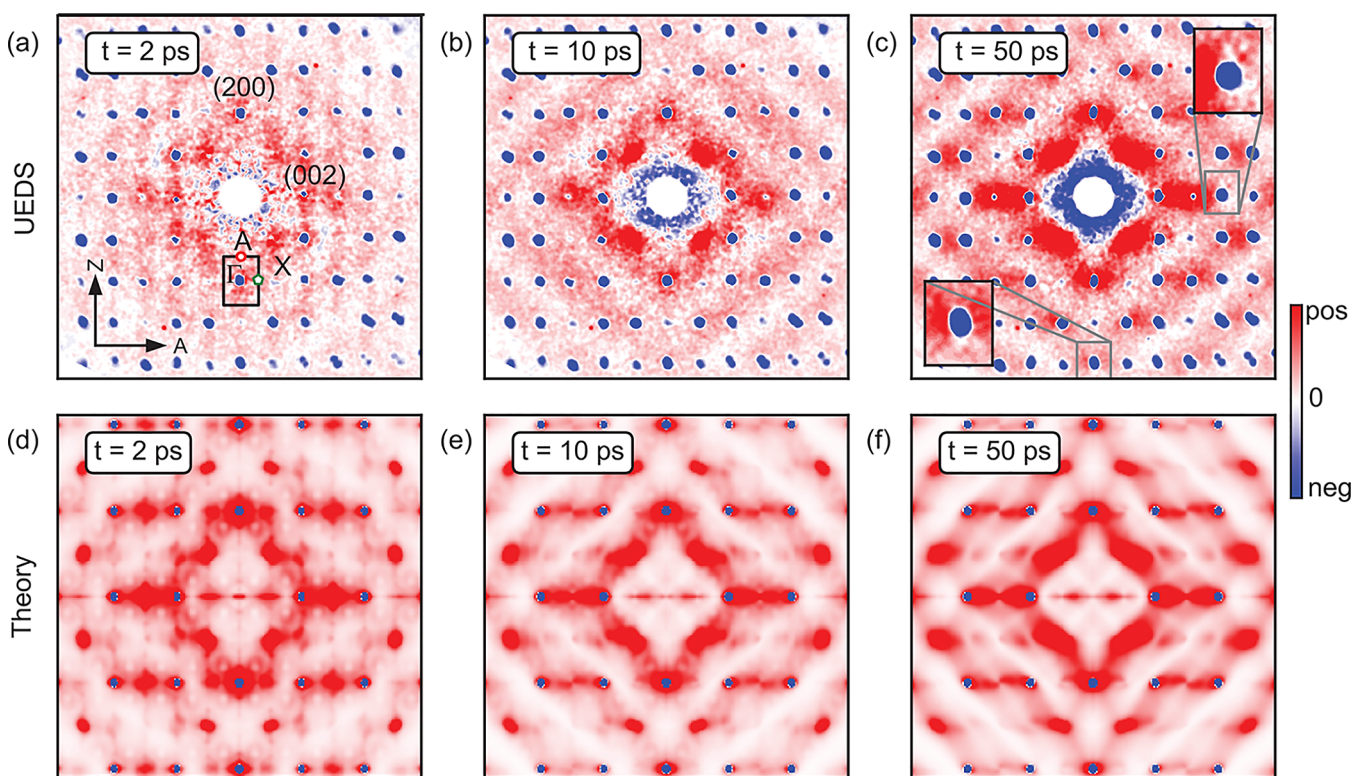 (a) t = 2 ps
(200)
(002)
A
Γ X
Z
A
(b) t = 10 ps
(c) t = 50 ps
UEDS
pos
0
neg
(d) t = 2 ps
(e) t = 10 ps
(f) t = 50 ps
Theory